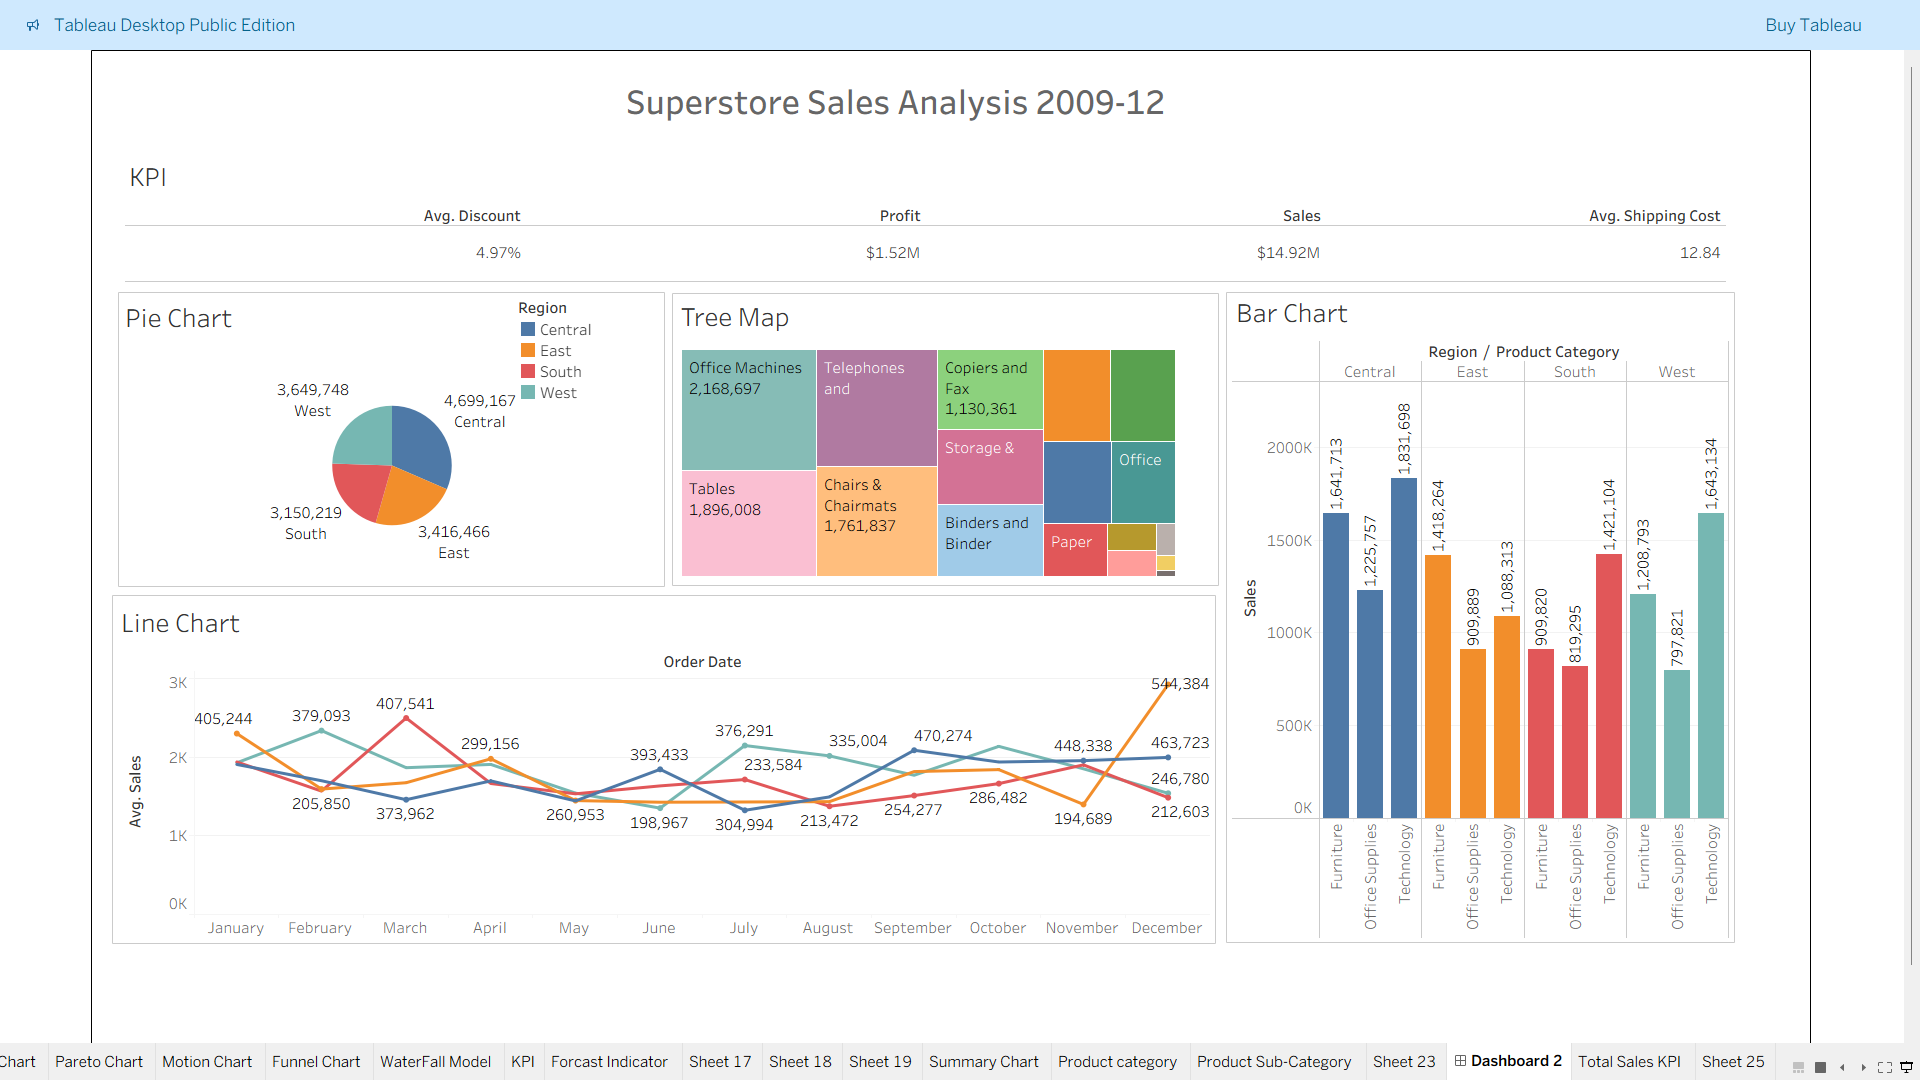 Tableau Desktop Public Edition
Buy Tableau
Superstore Sales Analysis 2009-12
KPI
Avg. Discount
Profit
Sales
Avg. Shipping Cost
4.97%
$1.52M
$14.92M
12.84
Pie Chart
Region
Central
East
South
West
3,649,748
West
4,699,167
Central
3,150,219
South
3,416,466
East
Tree Map
Office Machines
2,168,697
Tables
1,896,008
Telephones
and
Chairs &
Chairmats
1,761,837
Copiers and
Fax
1,130,361
Storage &
Binders and
Binder
Office
Paper
Bar Chart
Region / Product Category
Central
East
South
West
Sales
2000K
1500K
1000K
500K
0K
1,641,713
1,225,757
1,831,698
1,418,264
909,889
1,088,313
909,820
819,295
1,421,104
1,208,793
797,821
1,643,134
Furniture
Office Supplies
Technology
Furniture
Office Supplies
Technology
Furniture
Office Supplies
Technology
Furniture
Office Supplies
Technology
Line Chart
Order Date
Avg. Sales
3K
2K
1K
0K
405,244
379,093
205,850
407,541
373,962
299,156
260,953
393,433
198,967
376,291
233,584
304,994
335,004
213,472
470,274
254,277
286,482
448,338
194,689
544,384
463,723
246,780
212,603
January
February
March
April
May
June
July
August
September
October
November
December
Chart
Pareto Chart
Motion Chart
Funnel Chart
WaterFall Model
KPI
Forcast Indicator
Sheet 17
Sheet 18
Sheet 19
Summary Chart
Product category
Product Sub-Category
Sheet 23
Dashboard 2
Total Sales KPI
Sheet 25